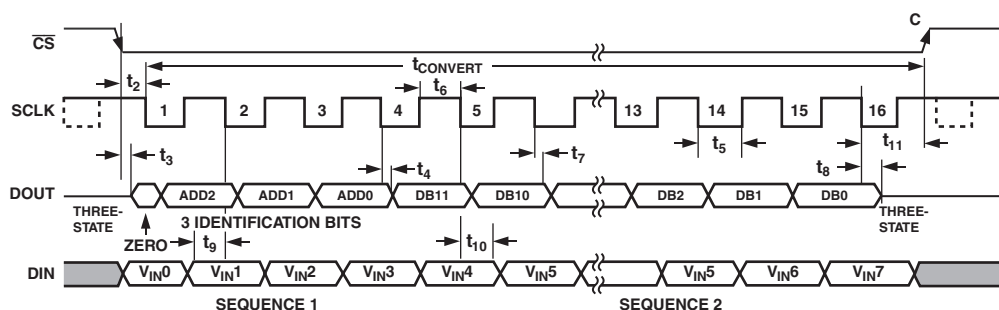 CS C
tCONVERT
t2 t6
SCLK 1 2 3 4 5 13 14 15 16
t3 t4 t7 t5 t8 t11
DOUT ADD2 ADD1 ADD0 DB11 DB10 DB2 DB1 DB0
THREE-STATE 3 IDENTIFICATION BITS THREE-STATE
ZERO t9 t10
DIN VIN0 VIN1 VIN2 VIN3 VIN4 VIN5 VIN5 VIN6 VIN7
SEQUENCE 1 SEQUENCE 2